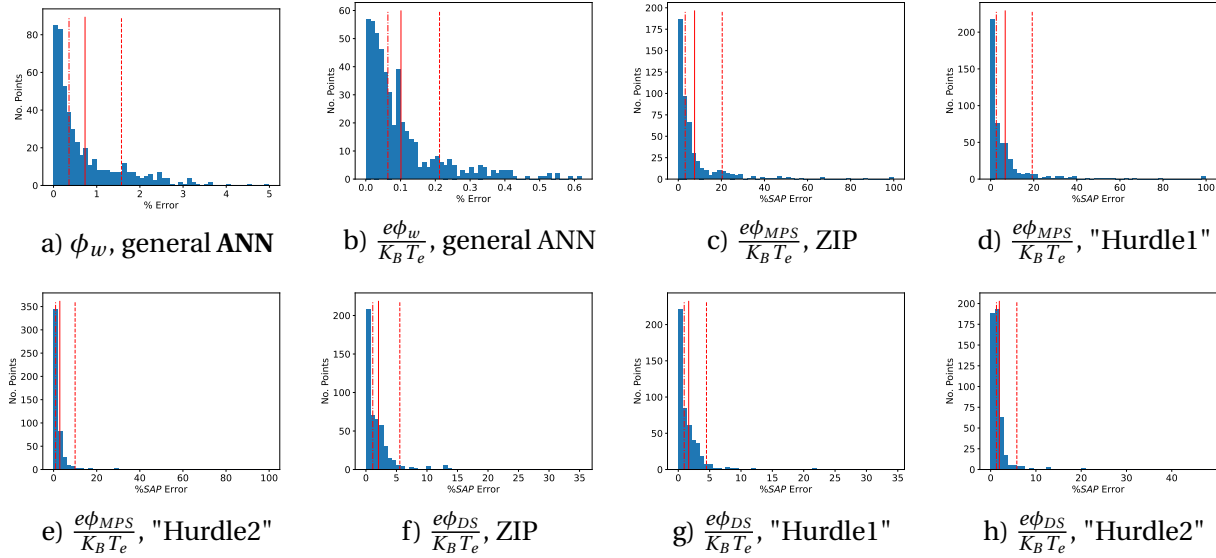 80
60
40
20
0
No. Points
0 1 2 3 4 5
% Error
a) ϕ_w, general ANN
60
50
40
30
20
10
0
No. Points
0.0 0.1 0.2 0.3 0.4 0.5 0.6
% Error
b) eϕ_w/K_B T_e, general ANN
200
175
150
125
100
75
50
25
0
No. Points
0 20 40 60 80 100
%SAP Error
c) eϕ_MPS/K_B T_e, ZIP
200
150
100
50
0
No. Points
0 20 40 60 80 100
%SAP Error
d) eϕ_MPS/K_B T_e, "Hurdle1"
350
300
250
200
150
100
50
0
No. Points
0 20 40 60 80 100
%SAP Error
e) eϕ_MPS/K_B T_e, "Hurdle2"
200
150
100
50
0
No. Points
0 5 10 15 20 25 30 35
%SAP Error
f) eϕ_DS/K_B T_e, ZIP
200
150
100
50
0
No. Points
0 5 10 15 20 25 30 35
%SAP Error
g) eϕ_DS/K_B T_e, "Hurdle1"
200
175
150
125
100
75
50
25
0
No. Points
0 10 20 30 40
%SAP Error
h) eϕ_DS/K_B T_e, "Hurdle2"